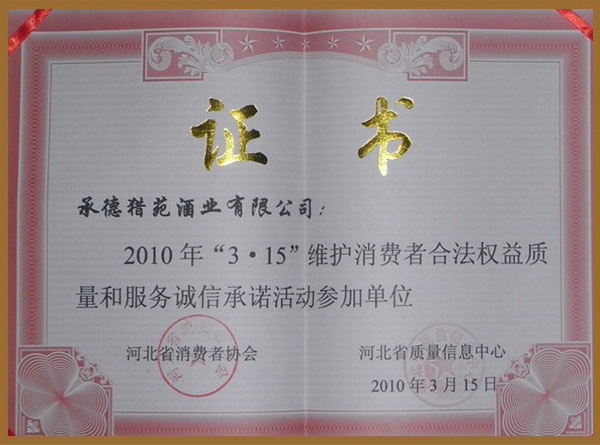 证书
承德猎苑酒业有限公司：
2010年“3·15”维护消费者合法权益质
量和服务诚信承诺活动参加单位
河北省消费者协会
河北省质量信息中心
2010年3月15日